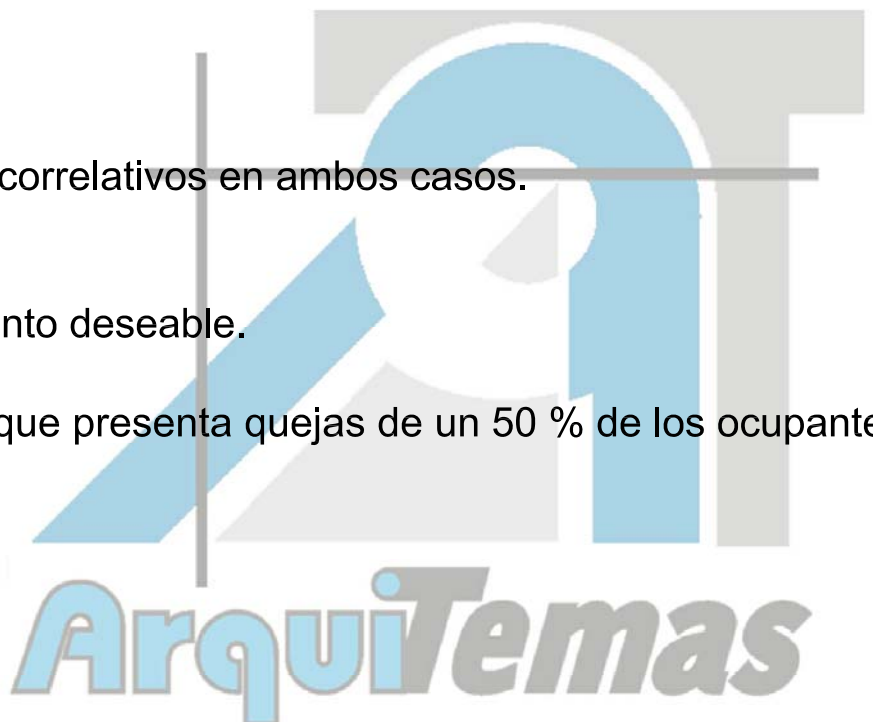 correlativos en ambos casos.
nto deseable.
que presenta quejas de un 50 % de los ocupante
ArquiTemas